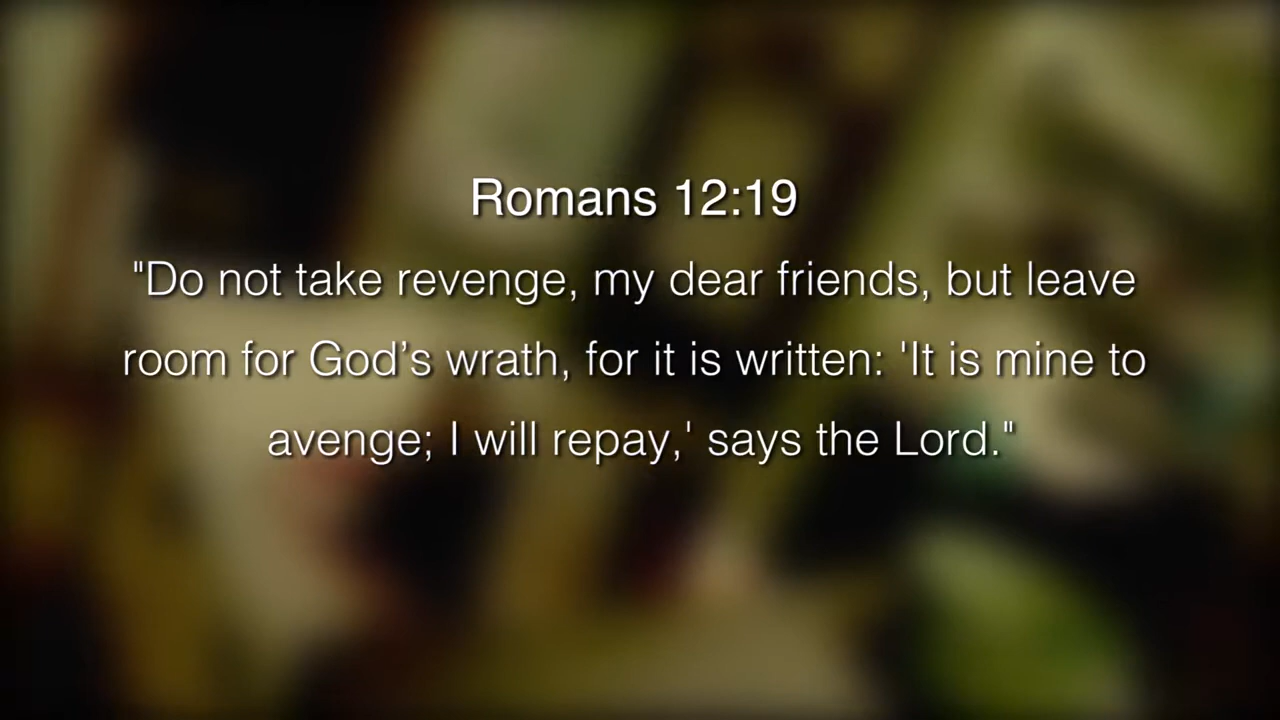 Romans 12:19
"Do not take revenge, my dear friends, but leave
room for God’s wrath, for it is written: 'It is mine to
avenge; I will repay,' says the Lord."